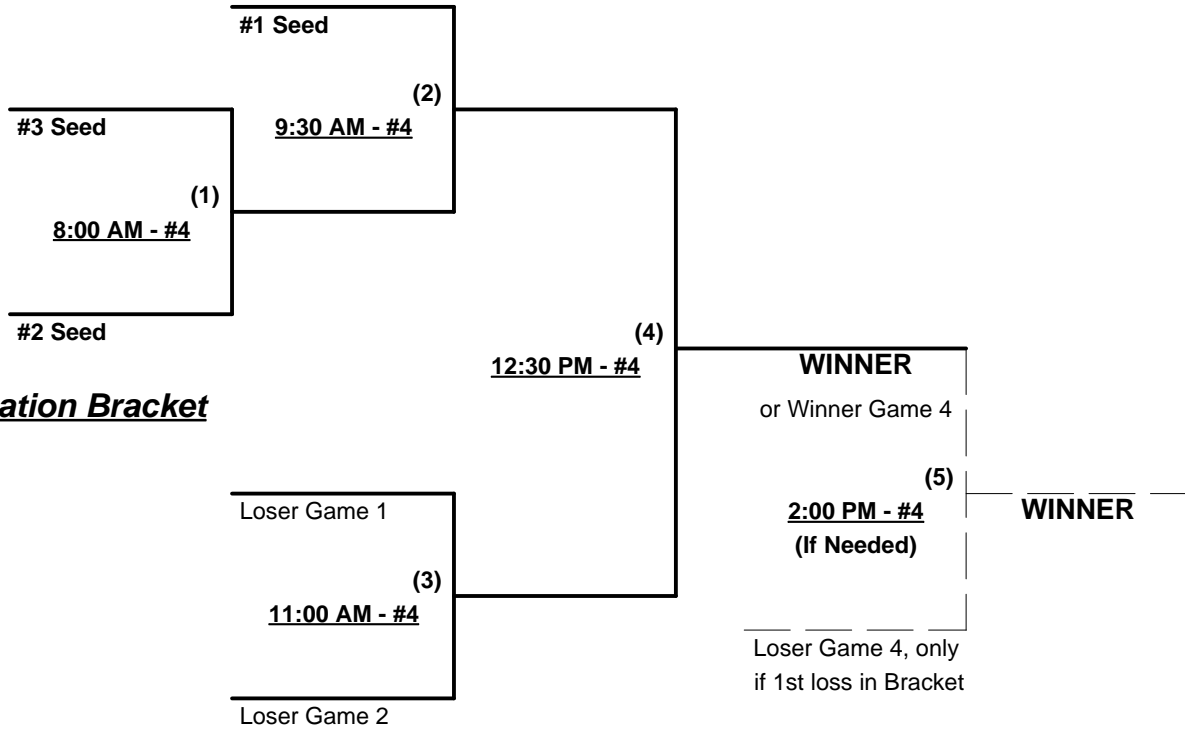 #1 Seed
(2)
9:30 AM - #4
#3 Seed
(1)
8:00 AM - #4
#2 Seed
(4)
12:30 PM - #4
WINNER
or Winner Game 4
ation Bracket
(5)
2:00 PM - #4
(If Needed)
WINNER
Loser Game 1
(3)
11:00 AM - #4
Loser Game 4, only
if 1st loss in Bracket
Loser Game 2